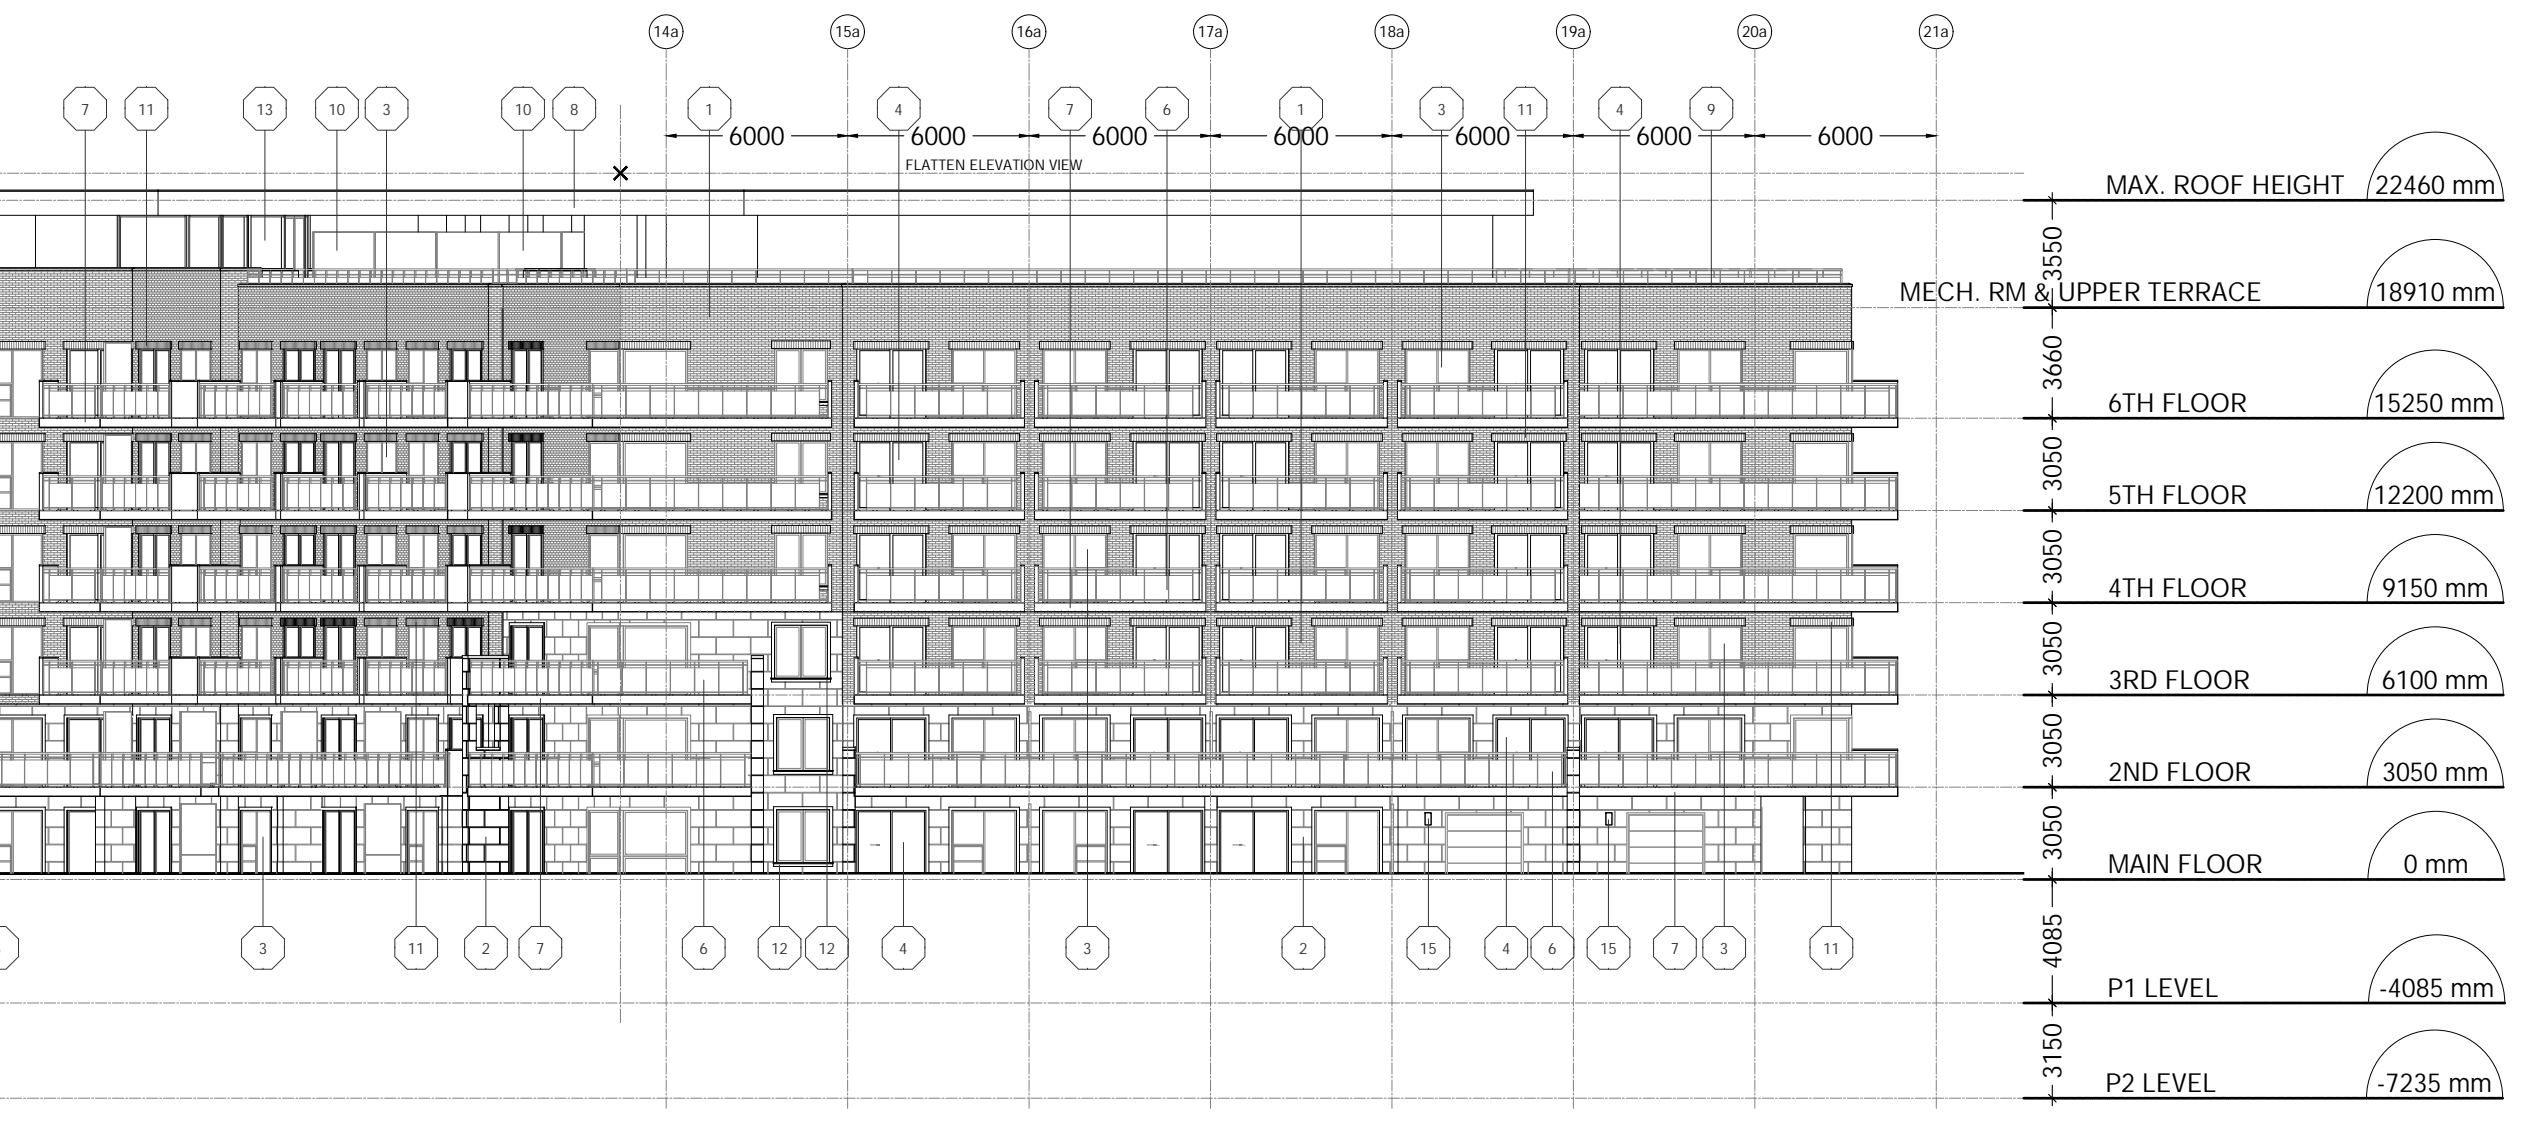 14a 15a 16a 17a 18a 19a 20a 21a
7 11 13 10 3 10 8 1 4 7 6 1 3 11 4 9
6000 6000 6000 6000 6000 6000 6000
FLATTEN ELEVATION VIEW
MAX. ROOF HEIGHT 22460 mm
3550
MECH. RM & UPPER TERRACE 18910 mm
3660
6TH FLOOR 15250 mm
3050
5TH FLOOR 12200 mm
3050
4TH FLOOR 9150 mm
3050
3RD FLOOR 6100 mm
3050
2ND FLOOR 3050 mm
3050
MAIN FLOOR 0 mm
3 11 2 7 6 12 12 4 3 2 15 4 6 15 7 3 11
4085
P1 LEVEL -4085 mm
3150
P2 LEVEL -7235 mm